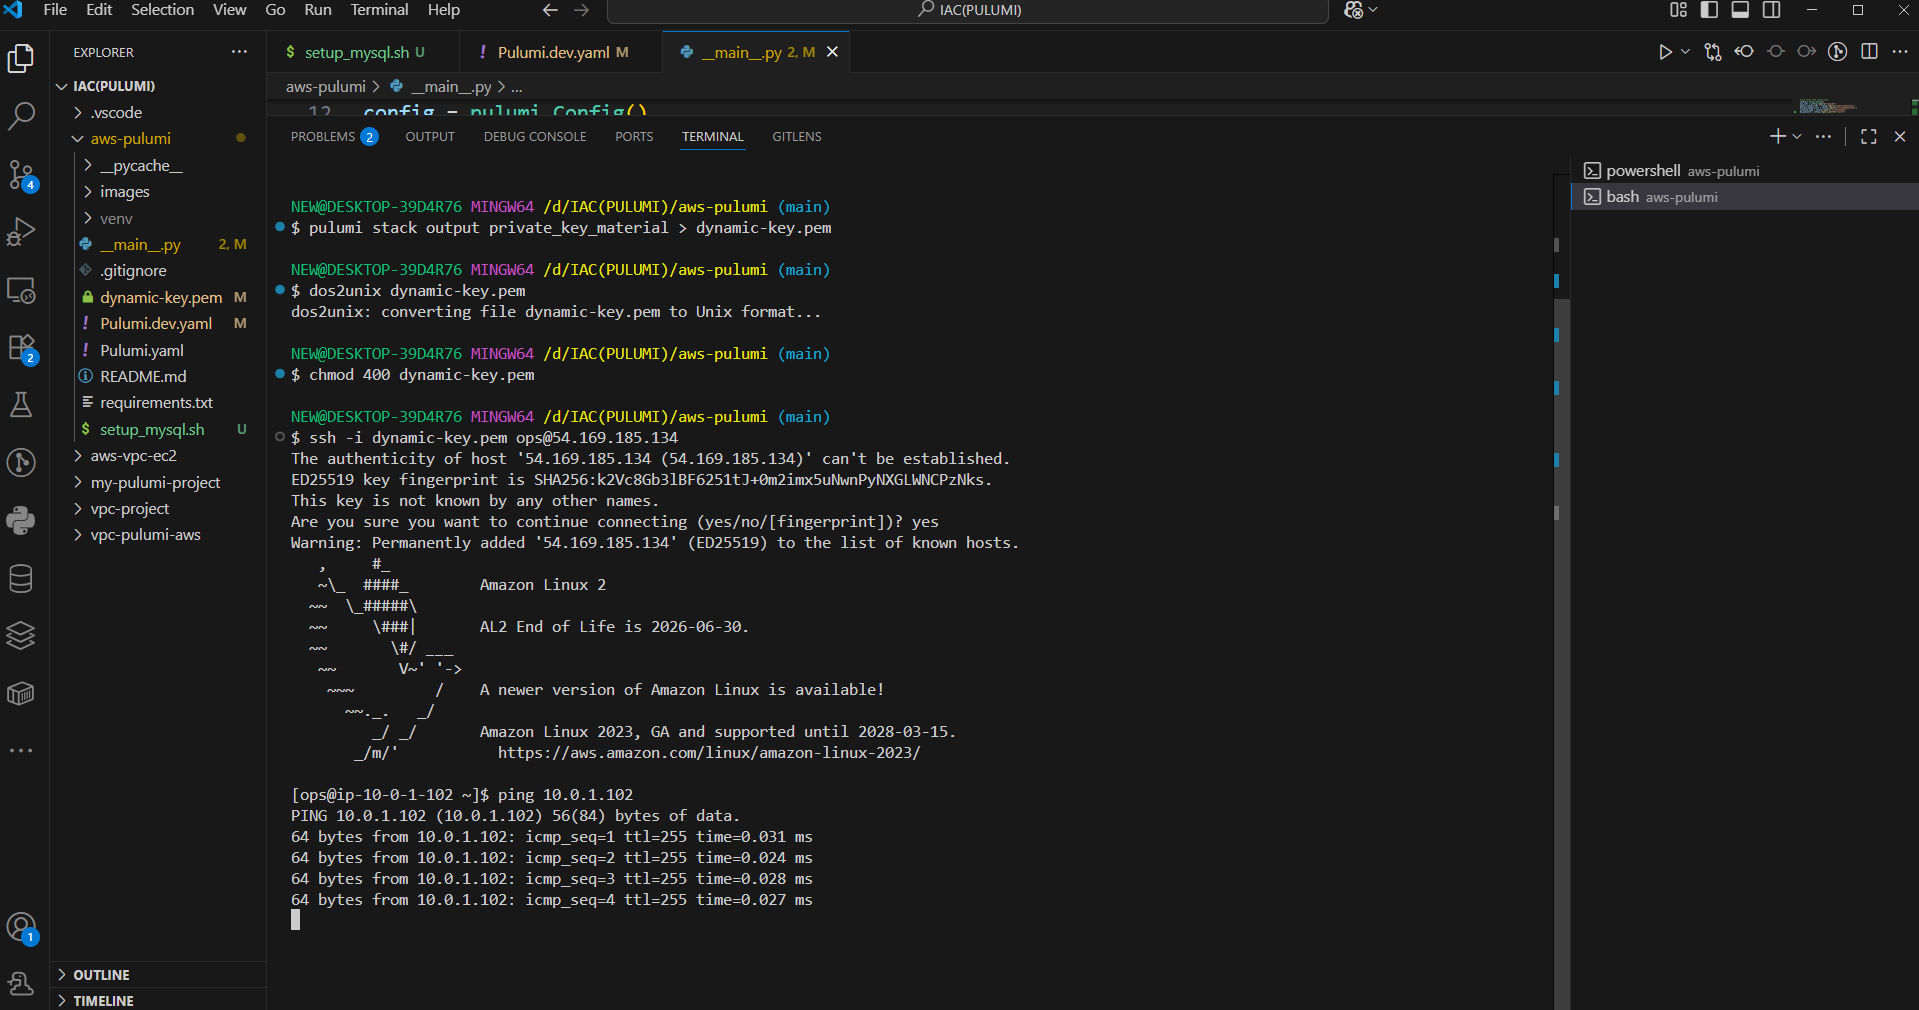 File Edit Selection View Go Run Terminal Help
IAC(PULUMI)
EXPLORER
IAC(PULUMI)
.vscode
aws-pulumi
__pycache__
images
venv
__main__.py 2, M
.gitignore
dynamic-key.pem M
Pulumi.dev.yaml M
Pulumi.yaml
README.md
requirements.txt
$ setup_mysql.sh U
aws-vpc-ec2
my-pulumi-project
vpc-project
vpc-pulumi-aws
OUTLINE
TIMELINE
4
2
1
$ setup_mysql.sh U
! Pulumi.dev.yaml M
__main__.py 2, M
aws-pulumi > __main__.py > ...
12 config = pulumi.Config()
PROBLEMS 2 OUTPUT DEBUG CONSOLE PORTS TERMINAL GITLENS
powershell aws-pulumi
bash aws-pulumi
NEW@DESKTOP-39D4R76 MINGW64 /d/IAC(PULUMI)/aws-pulumi (main)
$ pulumi stack output private_key_material > dynamic-key.pem
NEW@DESKTOP-39D4R76 MINGW64 /d/IAC(PULUMI)/aws-pulumi (main)
$ dos2unix dynamic-key.pem
dos2unix: converting file dynamic-key.pem to Unix format...
NEW@DESKTOP-39D4R76 MINGW64 /d/IAC(PULUMI)/aws-pulumi (main)
$ chmod 400 dynamic-key.pem
NEW@DESKTOP-39D4R76 MINGW64 /d/IAC(PULUMI)/aws-pulumi (main)
$ ssh -i dynamic-key.pem ops@54.169.185.134
The authenticity of host '54.169.185.134 (54.169.185.134)' can't be established.
ED25519 key fingerprint is SHA256:k2Vc8Gb3lBF6251tJ+0m2imx5uNwnPyNXGLWNCPzNks.
This key is not known by any other names.
Are you sure you want to continue connecting (yes/no/[fingerprint])? yes
Warning: Permanently added '54.169.185.134' (ED25519) to the list of known hosts.
   ,     #_
   ~\_  ####_        Amazon Linux 2
  ~~  \_#####\
  ~~     \###|       AL2 End of Life is 2026-06-30.
  ~~       \#/ ___
   ~~       V~' '->
    ~~~         /    A newer version of Amazon Linux is available!
      ~~._.   _/
         _/ _/       Amazon Linux 2023, GA and supported until 2028-03-15.
       _/m/'           https://aws.amazon.com/linux/amazon-linux-2023/
[ops@ip-10-0-1-102 ~]$ ping 10.0.1.102
PING 10.0.1.102 (10.0.1.102) 56(84) bytes of data.
64 bytes from 10.0.1.102: icmp_seq=1 ttl=255 time=0.031 ms
64 bytes from 10.0.1.102: icmp_seq=2 ttl=255 time=0.024 ms
64 bytes from 10.0.1.102: icmp_seq=3 ttl=255 time=0.028 ms
64 bytes from 10.0.1.102: icmp_seq=4 ttl=255 time=0.027 ms